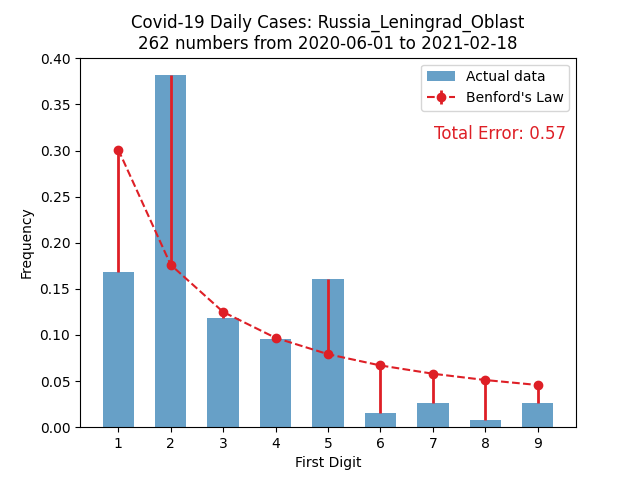 Covid-19 Daily Cases: Russia_Leningrad_Oblast
262 numbers from 2020-06-01 to 2021-02-18
Actual data
Benford's Law
Total Error: 0.57
0.40
0.35
0.30
0.25
0.20
0.15
0.10
0.05
0.00
Frequency
1 2 3 4 5 6 7 8 9
First Digit